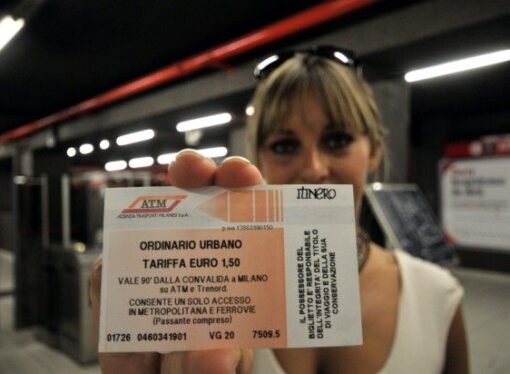 ATM
AZIENDA TRASPORTI MILANESI S.p.A.
ITINERO
ORDINARIO URBANO
TARIFFA EURO 1,50
VALE 90' DALLA CONVALIDA a MILANO
su ATM e Trenord.
CONSENTE UN SOLO ACCESSO
IN METROPOLITANA E FERROVIE
(Passante compreso)
01726 0460341901 VG 20 7509.5
IL POSSESSORE DEL
BIGLIETTO E' RESPONSABILE
DELL'INTEGRITA' DEL TITOLO
DI VIAGGIO E DELLA SUA
CONSERVAZIONE